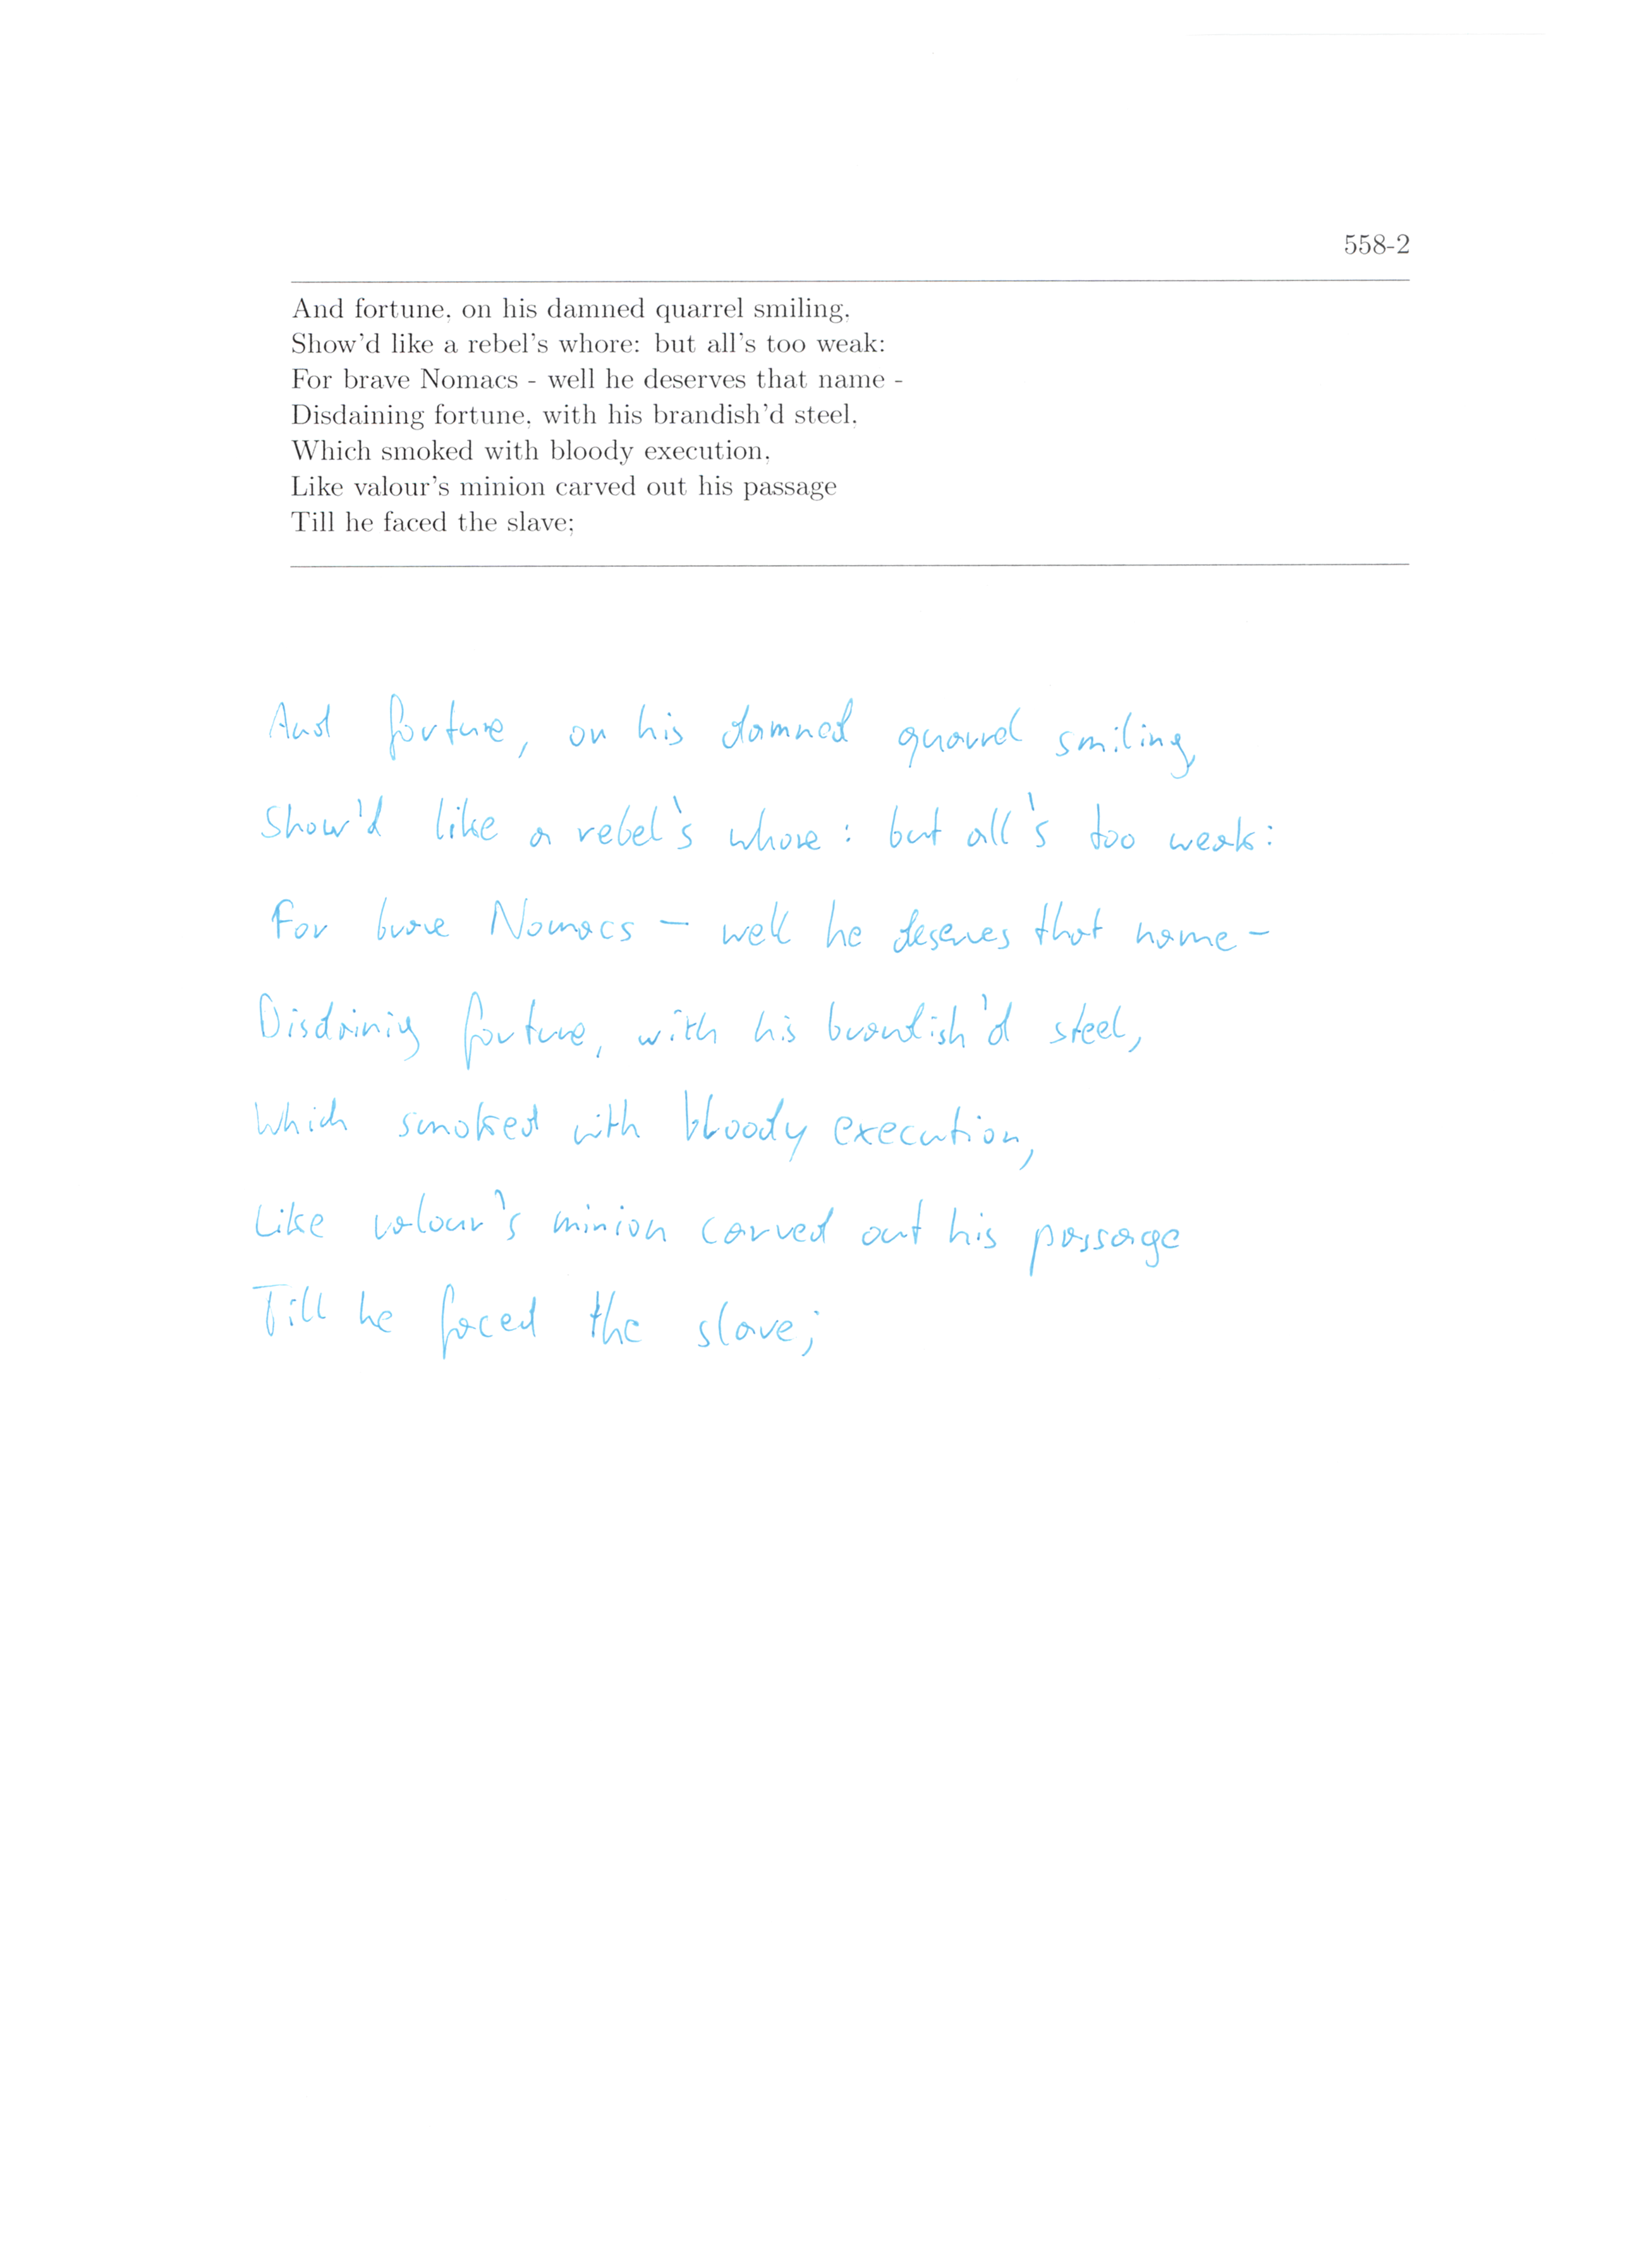 558-2
And fortune, on his damned quarrel smiling,
Show'd like a rebel's whore: but all's too weak:
For brave Nomacs - well he deserves that name -
Disdaining fortune, with his brandish'd steel,
Which smoked with bloody execution,
Like valour's minion carved out his passage
Till he faced the slave;
And fortune, on his damned quarrel smiling,
Show'd like a rebel's whore : but all's too weak:
For brave Nomacs - well he deserves that name -
Disdainig fortune, with his brandish'd steel,
Which smoked with bloody execution,
Like valour's minion carved out his passage
Till he faced the slave;